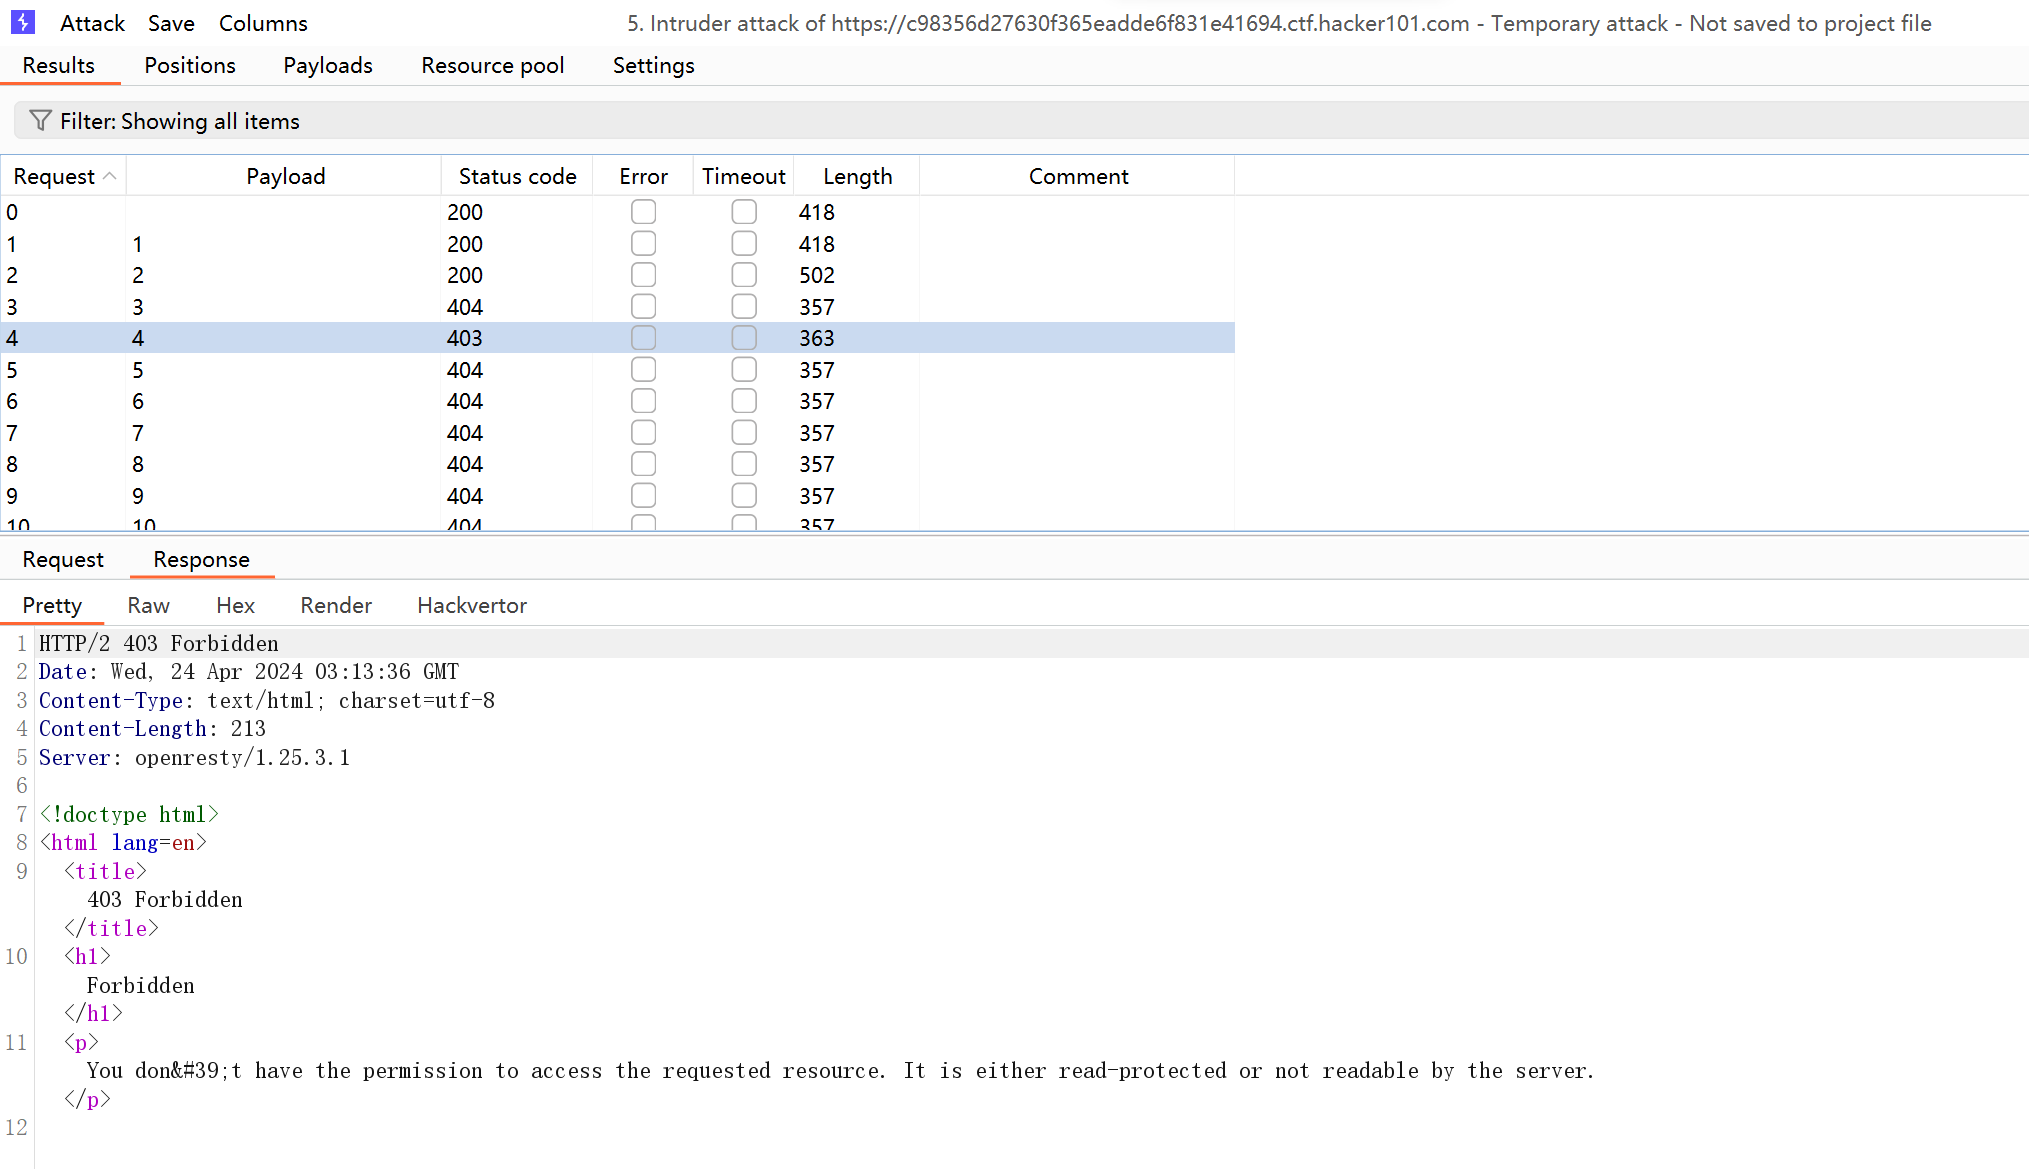 Attack Save Columns 5. Intruder attack of https://c98356d27630f365eadde6f831e41694.ctf.hacker101.com - Temporary attack - Not saved to project file
Results Positions Payloads Resource pool Settings
Filter: Showing all items
Request Payload Status code Error Timeout Length Comment
0 200 418
1 1 200 418
2 2 200 502
3 3 404 357
4 4 403 363
5 5 404 357
6 6 404 357
7 7 404 357
8 8 404 357
9 9 404 357
10 10 404 357
Request Response
Pretty Raw Hex Render Hackvertor
1 HTTP/2 403 Forbidden
2 Date: Wed, 24 Apr 2024 03:13:36 GMT
3 Content-Type: text/html; charset=utf-8
4 Content-Length: 213
5 Server: openresty/1.25.3.1
6
7 <!doctype html>
8 <html lang=en>
9 <title>
403 Forbidden
</title>
10 <h1>
Forbidden
</h1>
11 <p>
You don&#39;t have the permission to access the requested resource. It is either read-protected or not readable by the server.
</p>
12